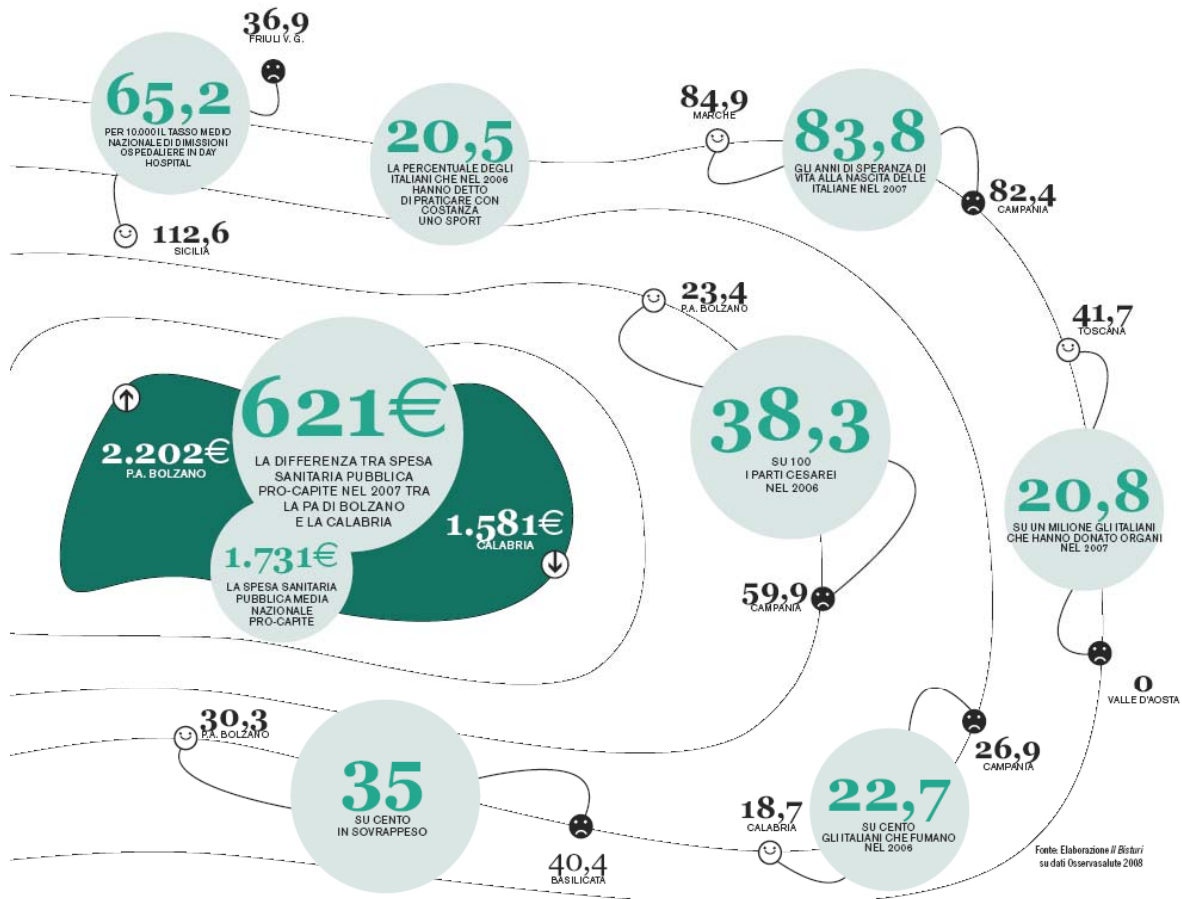 36,9
FRIULI V. G.
65,2
PER 10.000 IL TASSO MEDIO
NAZIONALE DI DIMISSIONI
OSPEDALIERE IN DAY
HOSPITAL
112,6
SICILIA
20,5
LA PERCENTUALE DEGLI
ITALIANI CHE NEL 2006
HANNO DETTO
DI PRATICARE CON
COSTANZA
UNO SPORT
84,9
MARCHE
83,8
GLI ANNI DI SPERANZA DI
VITA ALLA NASCITA DELLE
ITALIANE NEL 2007
82,4
CAMPANIA
23,4
P.A. BOLZANO
38,3
SU 100
I PARTI CESAREI
NEL 2006
59,9
CAMPANIA
41,7
TOSCANA
20,8
SU UN MILIONE GLI ITALIANI
CHE HANNO DONATO ORGANI
NEL 2007
0
VALLE D'AOSTA
621€
LA DIFFERENZA TRA SPESA
SANITARIA PUBBLICA
PRO-CAPITE NEL 2007 TRA
LA PA DI BOLZANO
E LA CALABRIA
2.202€
P.A. BOLZANO
1.581€
CALABRIA
1.731€
LA SPESA SANITARIA
PUBBLICA MEDIA
NAZIONALE
PRO-CAPITE
30,3
P.A. BOLZANO
35
SU CENTO
IN SOVRAPPESO
40,4
BASILICATA
18,7
CALABRIA
22,7
SU CENTO
GLI ITALIANI CHE FUMANO
NEL 2006
26,9
CAMPANIA
Fonte: Elaborazione Il Bisturi
su dati Osservasalute 2008